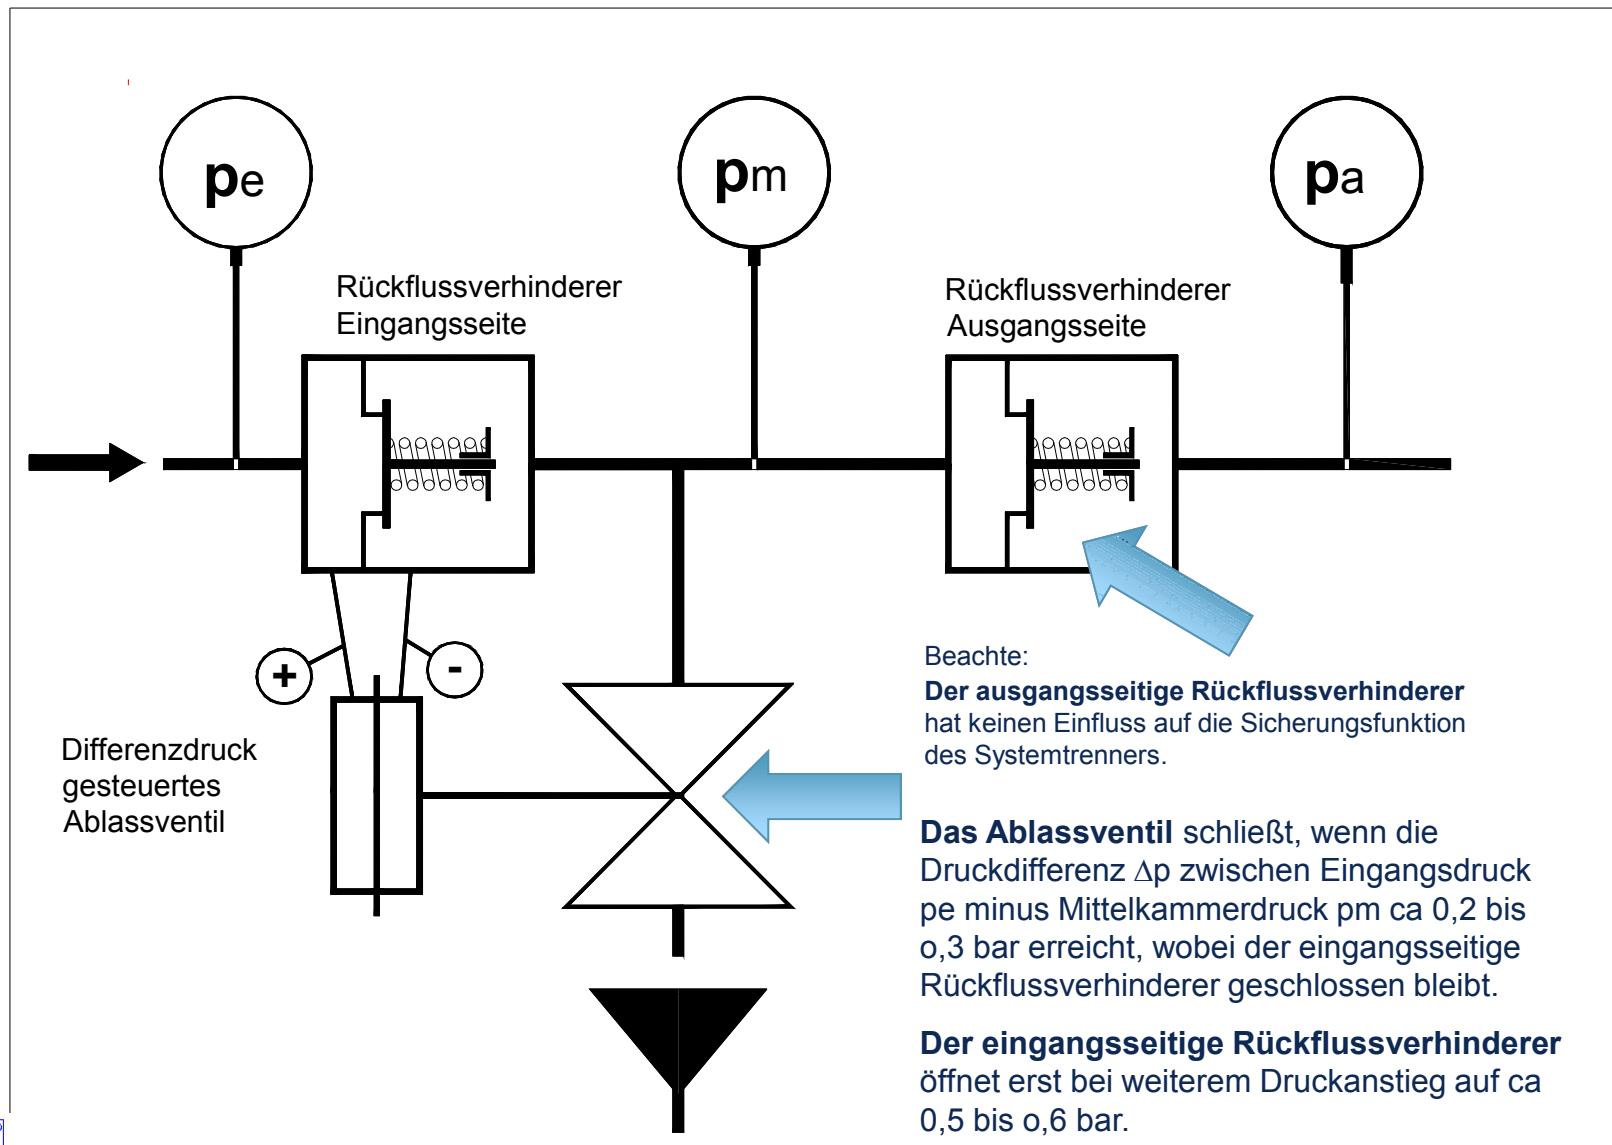 pe
pm
pa
Rückflussverhinderer
Eingangsseite
Rückflussverhinderer
Ausgangsseite
+
-
Differenzdruck
gesteuertes
Ablassventil
Beachte:
Der ausgangsseitige Rückflussverhinderer
hat keinen Einfluss auf die Sicherungsfunktion
des Systemtrenners.
Das Ablassventil schließt, wenn die
Druckdifferenz Δp zwischen Eingangsdruck
pe minus Mittelkammerdruck pm ca 0,2 bis
o,3 bar erreicht, wobei der eingangsseitige
Rückflussverhinderer geschlossen bleibt.
Der eingangsseitige Rückflussverhinderer
öffnet erst bei weiterem Druckanstieg auf ca
0,5 bis o,6 bar.